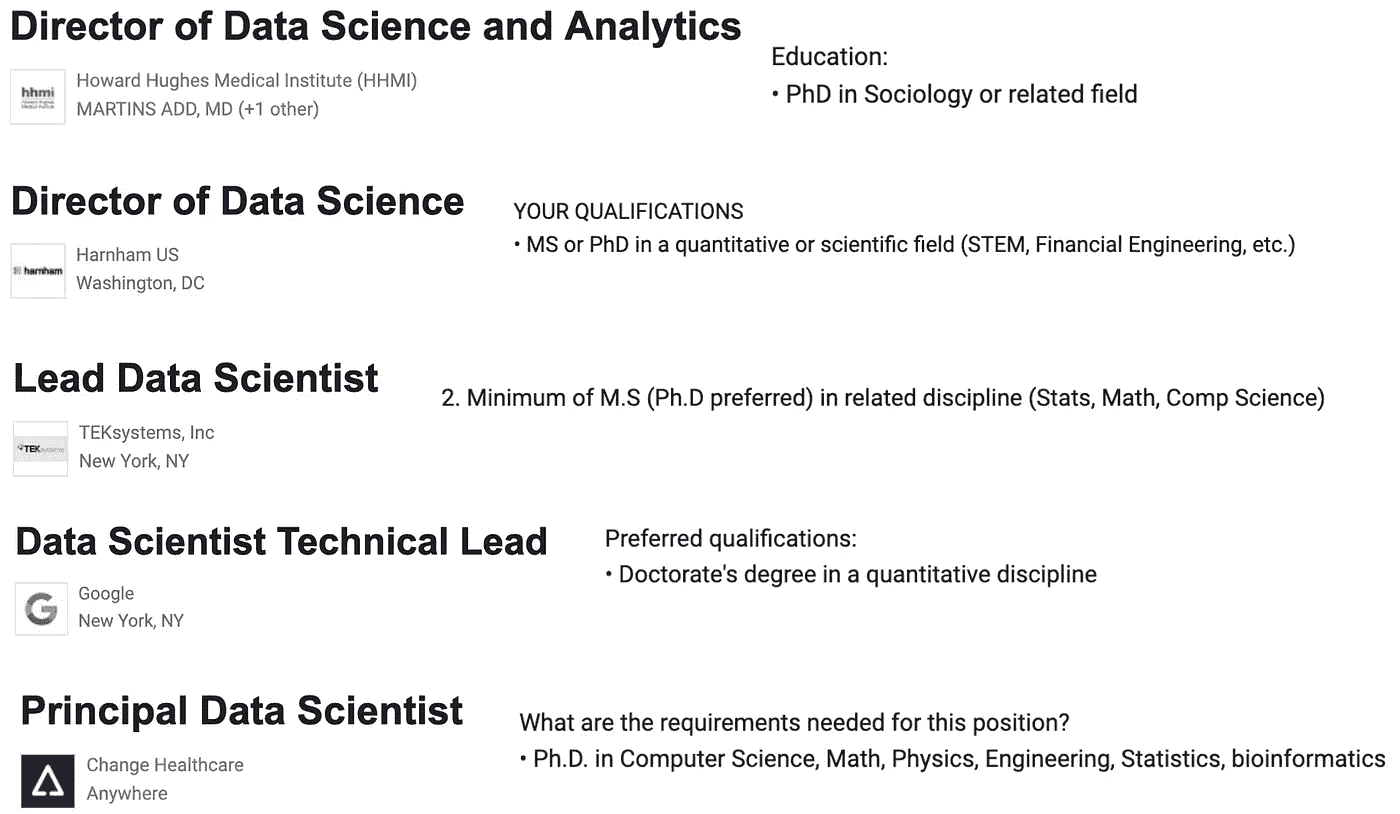 Director of Data Science and Analytics
hhmi
Howard Hughes Medical Institute (HHMI)
MARTINS ADD, MD (+1 other)
Education:
• PhD in Sociology or related field
Director of Data Science
harnham
Harnham US
Washington, DC
YOUR QUALIFICATIONS
• MS or PhD in a quantitative or scientific field (STEM, Financial Engineering, etc.)
Lead Data Scientist
TEKsystems
TEKsystems, Inc
New York, NY
2. Minimum of M.S (Ph.D preferred) in related discipline (Stats, Math, Comp Science)
Data Scientist Technical Lead
G
Google
New York, NY
Preferred qualifications:
• Doctorate's degree in a quantitative discipline
Principal Data Scientist
Change Healthcare
Anywhere
What are the requirements needed for this position?
• Ph.D. in Computer Science, Math, Physics, Engineering, Statistics, bioinformatics